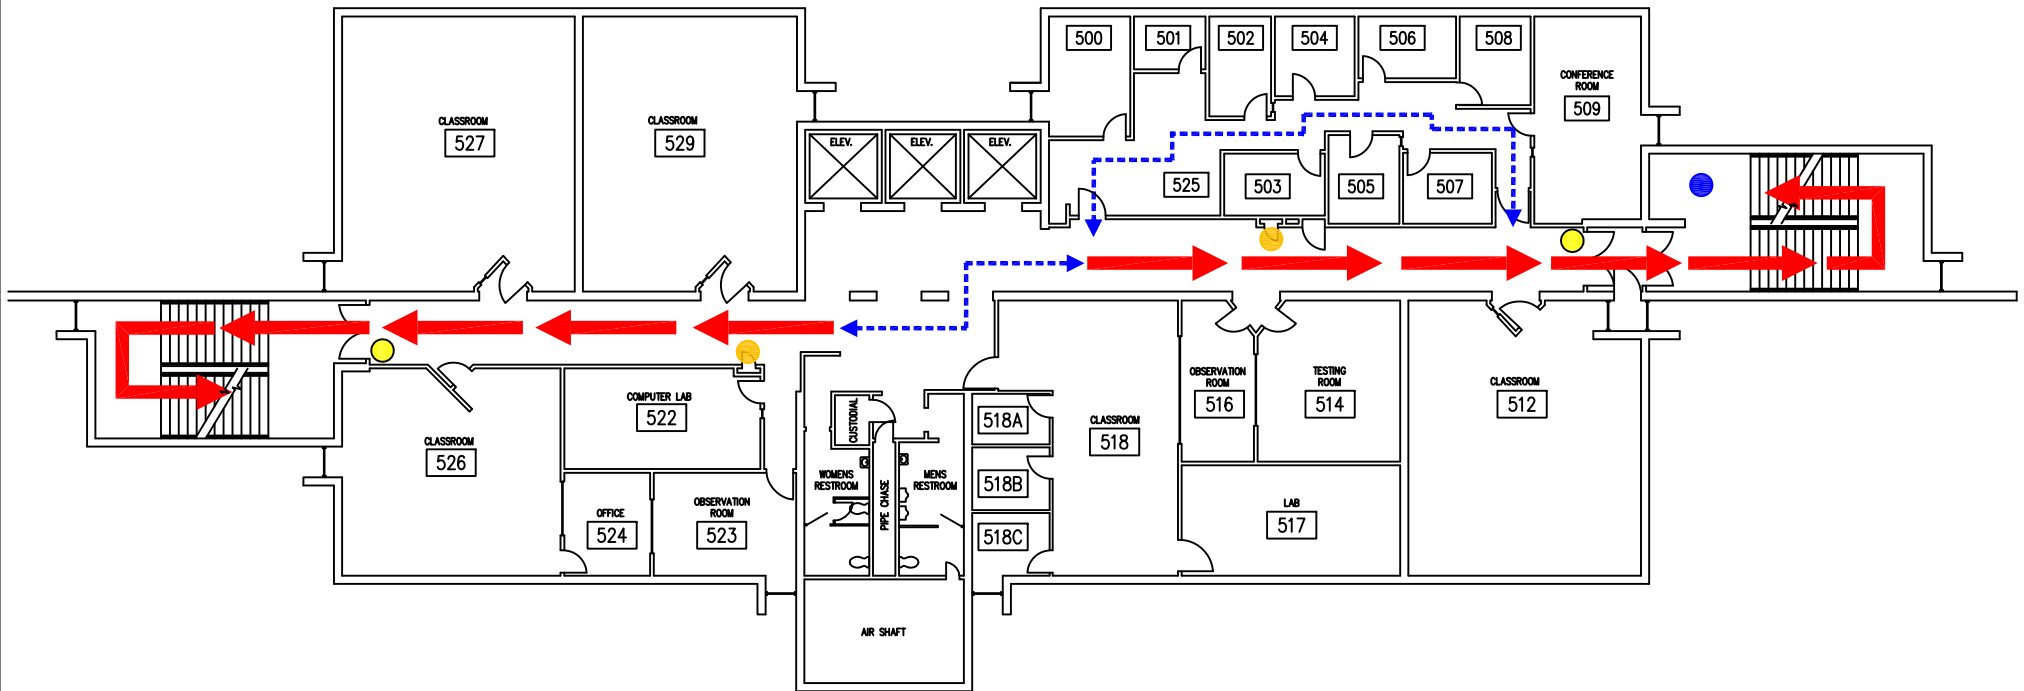 500
501
502
504
506
508
CONFERENCE
ROOM
509
CLASSROOM
527
CLASSROOM
529
ELEV.
ELEV.
ELEV.
525
503
505
507
CLASSROOM
526
COMPUTER LAB
522
OFFICE
524
OBSERVATION
ROOM
523
CUSTODIAL
WOMENS
RESTROOM
PIPE CHASE
MENS
RESTROOM
AIR SHAFT
518A
518B
518C
CLASSROOM
518
OBSERVATION
ROOM
516
TESTING
ROOM
514
LAB
517
CLASSROOM
512